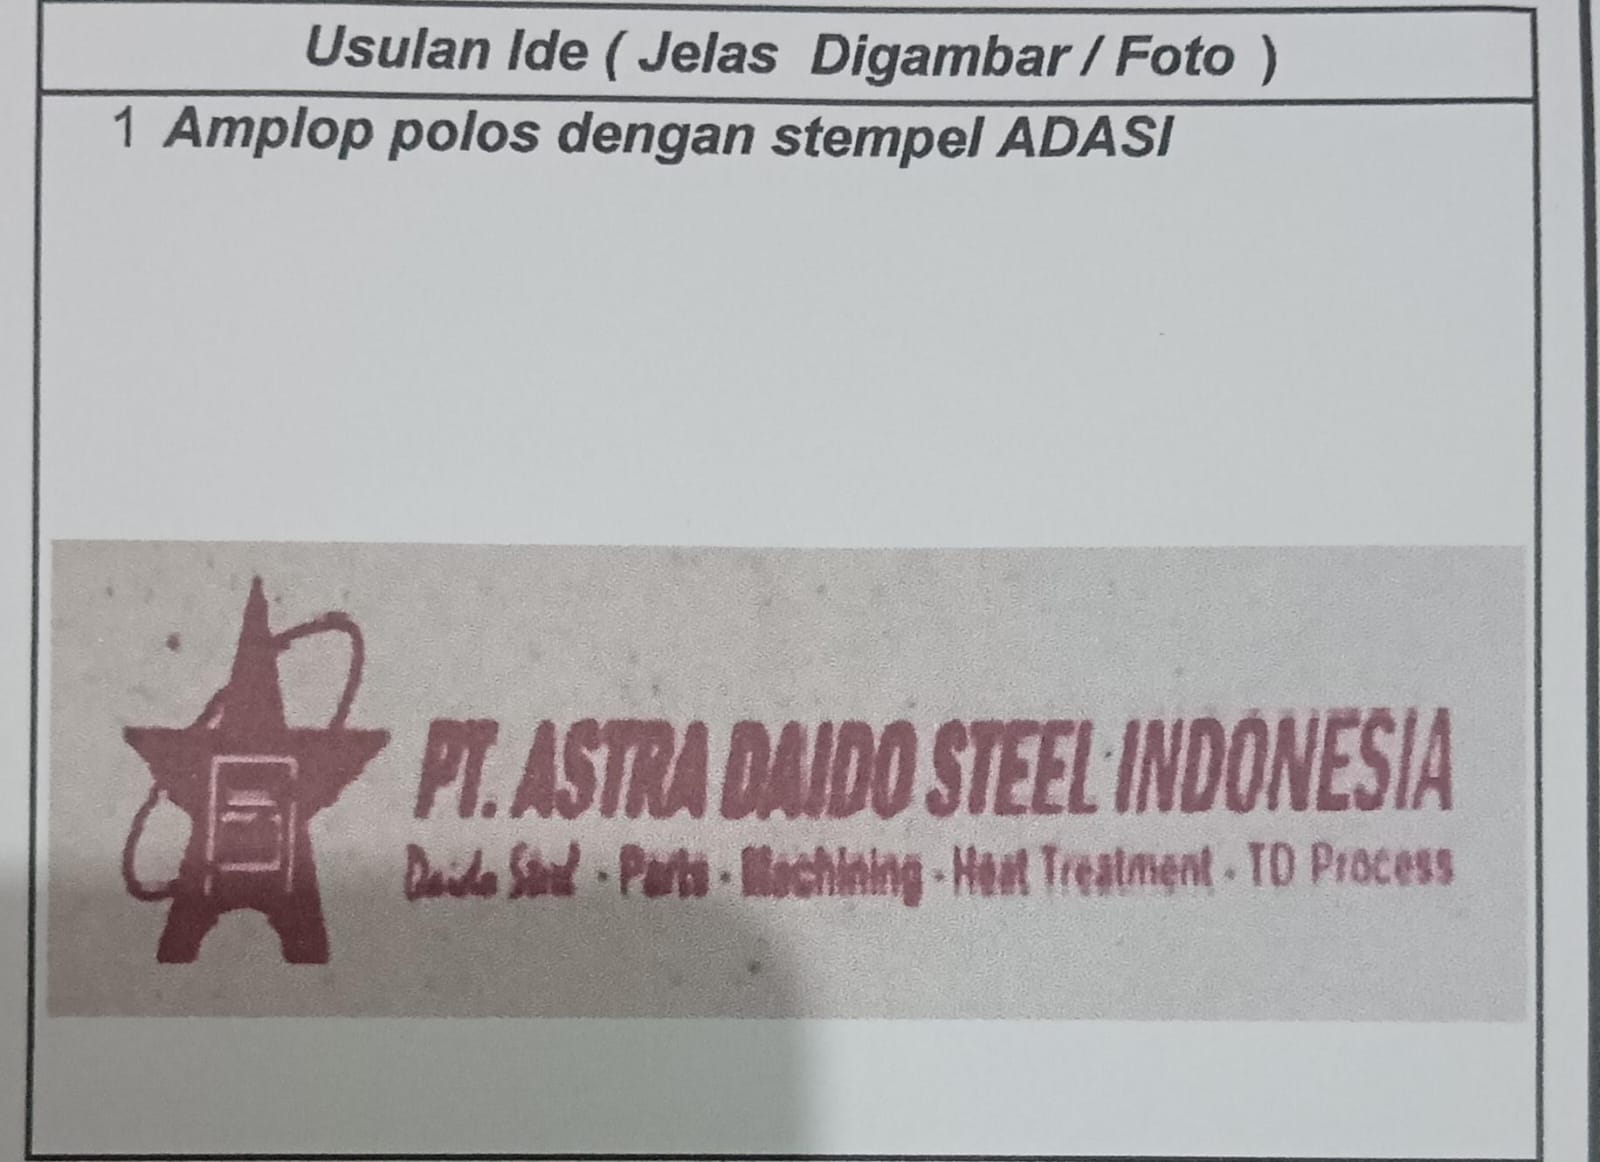 Usulan Ide ( Jelas Digambar / Foto )
1 Amplop polos dengan stempel ADASI
PT. ASTRA DAIDO STEEL INDONESIA
Daido Steel · Parts · Machining · Heat Treatment · TD Process